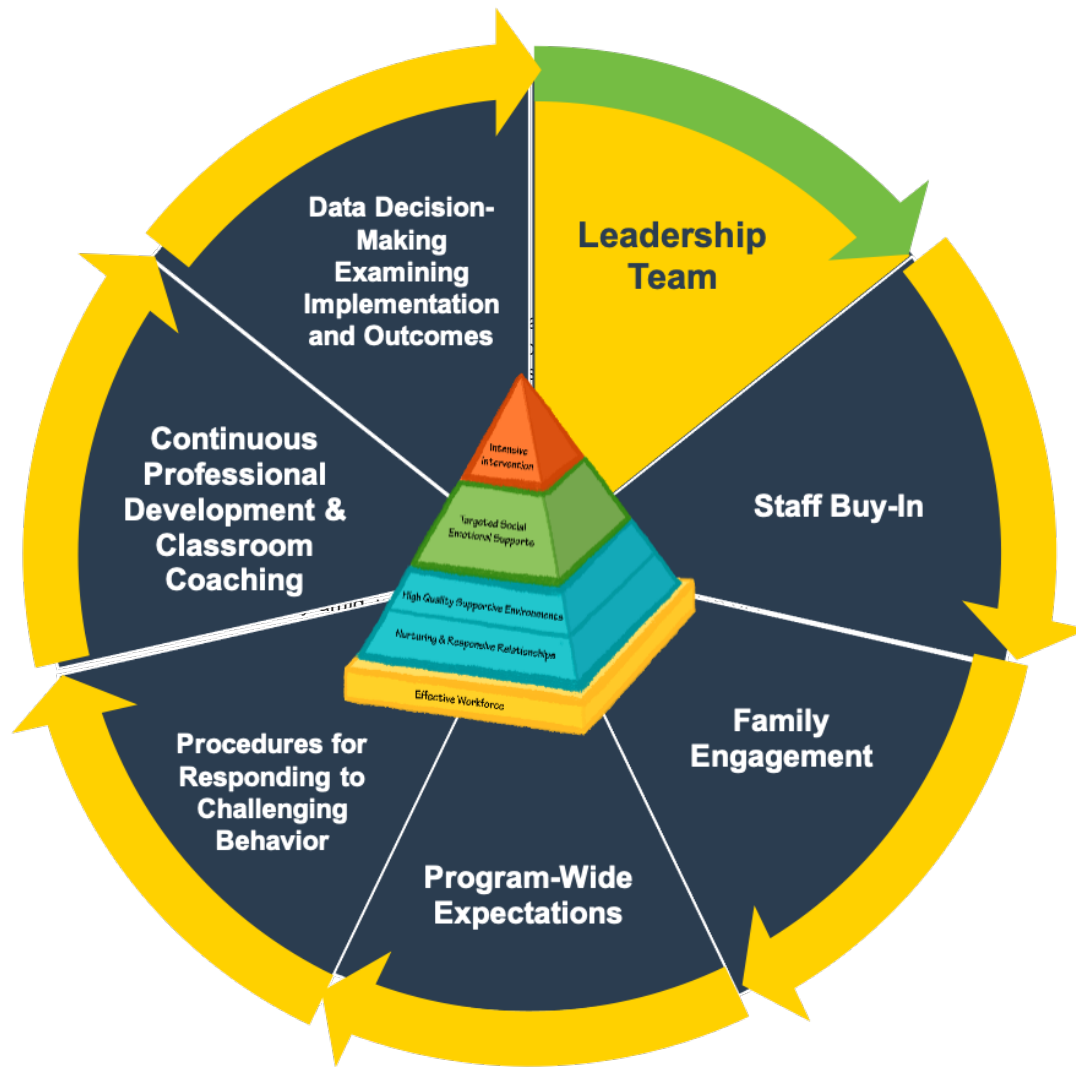 Leadership
Team
Staff Buy-In
Family
Engagement
Program-Wide
Expectations
Procedures for
Responding to
Challenging
Behavior
Continuous
Professional
Development &
Classroom
Coaching
Data Decision-
Making
Examining
Implementation
and Outcomes
Intensive
Intervention
Targeted Social
Emotional Supports
High Quality Supportive Environments
Nurturing & Responsive Relationships
Effective Workforce